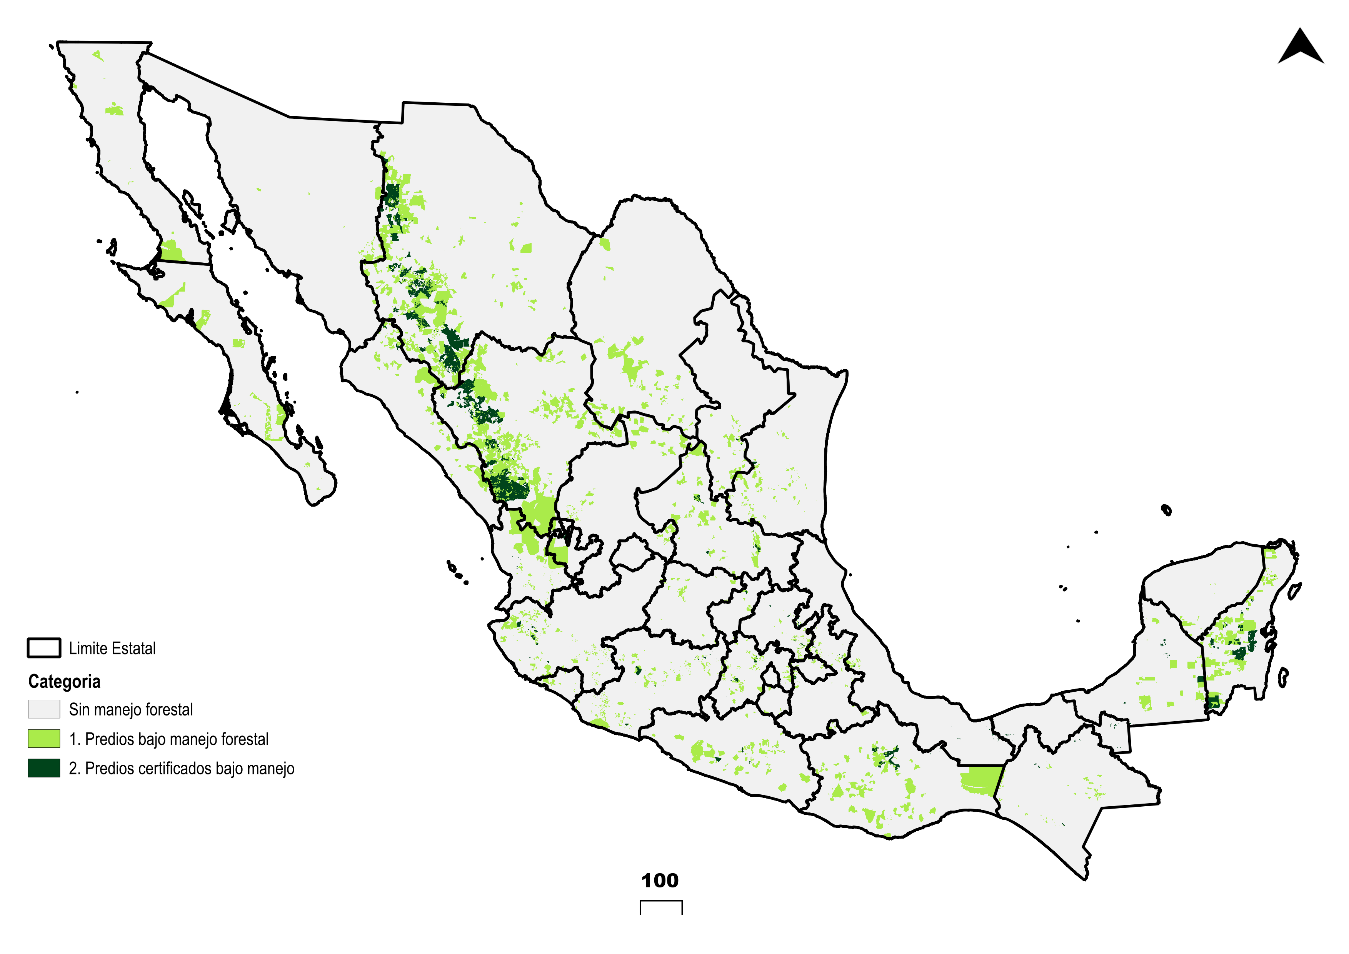 Limite Estatal
Categoria
Sin manejo forestal
1. Predios bajo manejo forestal
2. Predios certificados bajo manejo
100